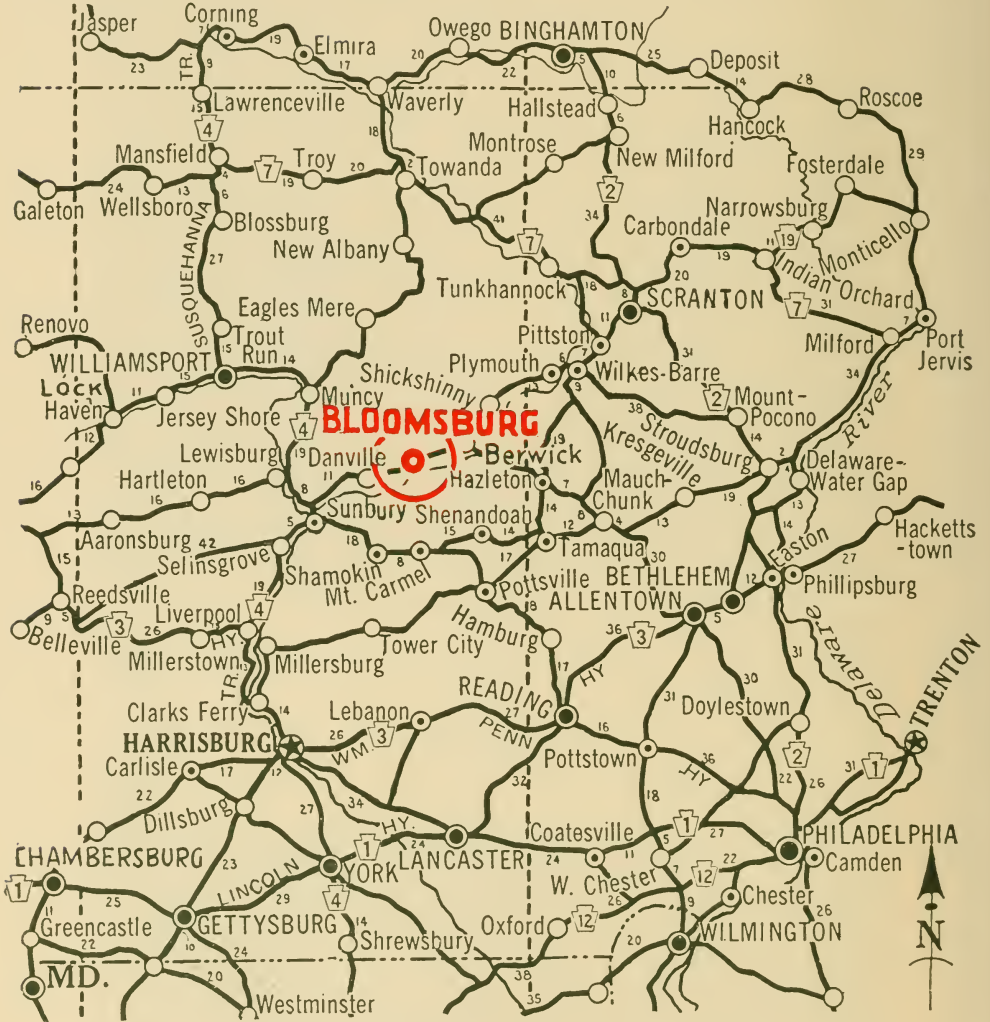 Jasper
Corning
Elmira
Owego
BINGHAMTON
Deposit
Lawrenceville
Waverly
Hallstead
Hancock
Roscoe
Mansfield
Troy
Towanda
Montrose
New Milford
Fosterdale
Galeton
Wellsboro
Blossburg
New Albany
Carbondale
Narrowsburg
Monticello
SUSQUEHANNA TR.
Tunkhannock
SCRANTON
Indian Orchard
Renovo
Eagles Mere
Trout
Run
Pittston
Milford
Port
Jervis
WILLIAMSPORT
Plymouth
Wilkes-Barre
LOCK
Haven
Jersey Shore
Muncy
Shickshinny
Mount-
Pocono
River
BLOOMSBURG
Stroudsburg
Kresgeville
Lewisburg
Danville
Berwick
Hazleton
Mauch-
Chunk
Delaware-
Water Gap
Hartleton
Sunbury
Shenandoah
Hacketts
-town
Aaronsburg
Selinsgrove
Shamokin
Mt. Carmel
Tamaqua
Easton
Reedsville
Pottsville
BETHLEHEM
Phillipsburg
ALLENTOWN
Belleville
Liverpool
Millerstown
Millersburg
Tower City
Hamburg
HY
TR.
Delaware
TRENTON
Clarks Ferry
Lebanon
READING
HY
Doylestown
HARRISBURG
WM. PENN HY
Pottstown
Carlisle
Dillsburg
HY.
Coatesville
PHILADELPHIA
Camden
CHAMBERSBURG
LINCOLN
YORK
LANCASTER
W. Chester
Chester
Greencastle
GETTYSBURG
Shrewsbury
Oxford
WILMINGTON
N
MD.
Westminster